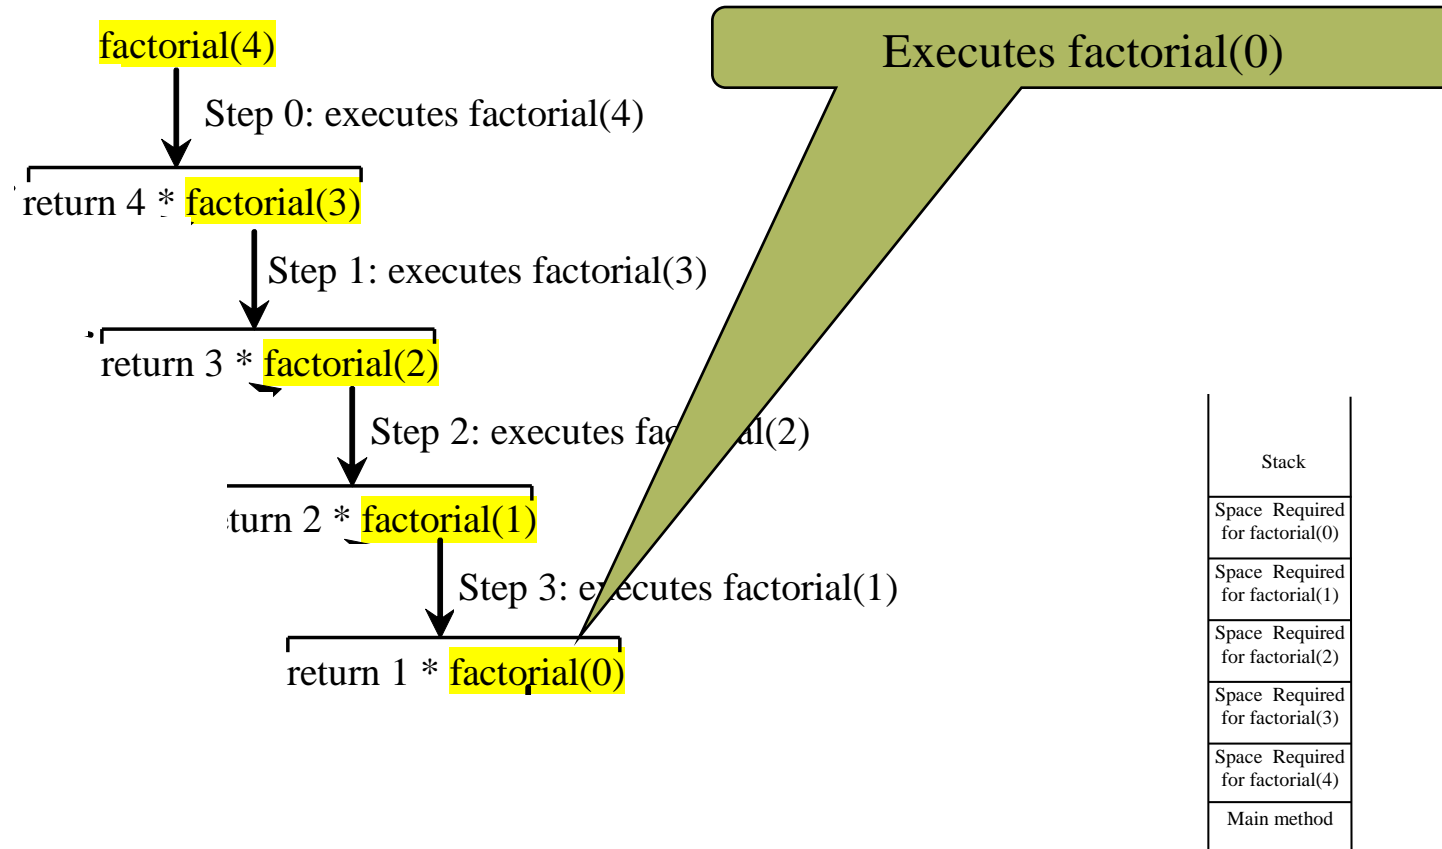 factorial(4)
Executes factorial(0)
Step 0: executes factorial(4)
return 4 * factorial(3)
Step 1: executes factorial(3)
return 3 * factorial(2)
Step 2: executes fac al(2)
turn 2 * factorial(1)
Step 3: executes factorial(1)
return 1 * factorial(0)
Stack
Space Required
for factorial(0)
Space Required
for factorial(1)
Space Required
for factorial(2)
Space Required
for factorial(3)
Space Required
for factorial(4)
Main method